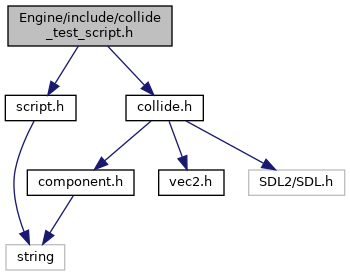 Engine/include/collide
_test_script.h
script.h
collide.h
component.h
vec2.h
SDL2/SDL.h
string